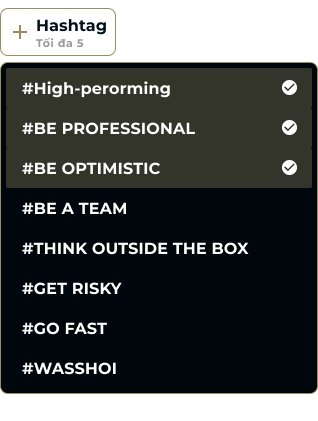 Hashtag
Tối đa 5
#High-perorming
#BE PROFESSIONAL
#BE OPTIMISTIC
#BE A TEAM
#THINK OUTSIDE THE BOX
#GET RISKY
#GO FAST
#WASSHOI